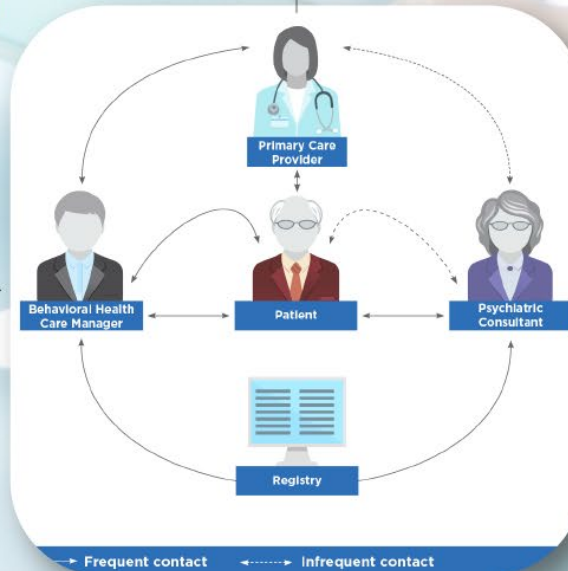 Primary Care
Provider
Behavioral Health
Care Manager
Patient
Psychiatric
Consultant
Registry
Frequent contact
Infrequent contact